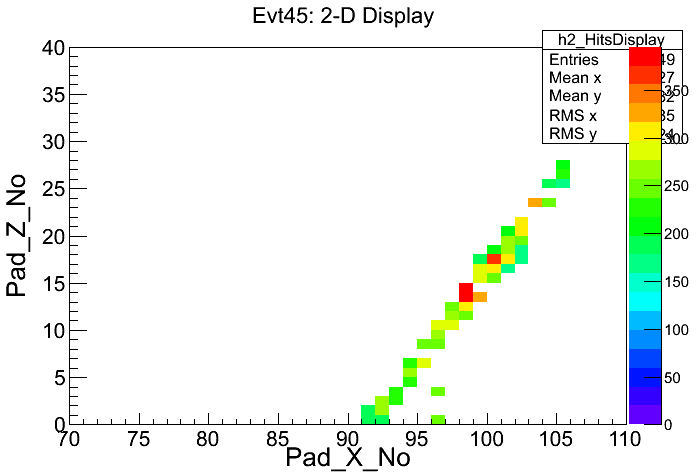 Evt45: 2-D Display
h2_HitsDisplay
Entries 49
Mean x
Mean y
RMS x
RMS y
40
35
30
25
20
15
10
5
0
Pad_Z_No
350
300
250
200
150
100
50
0
70 75 80 85 90 95 100 105 110
Pad_X_No